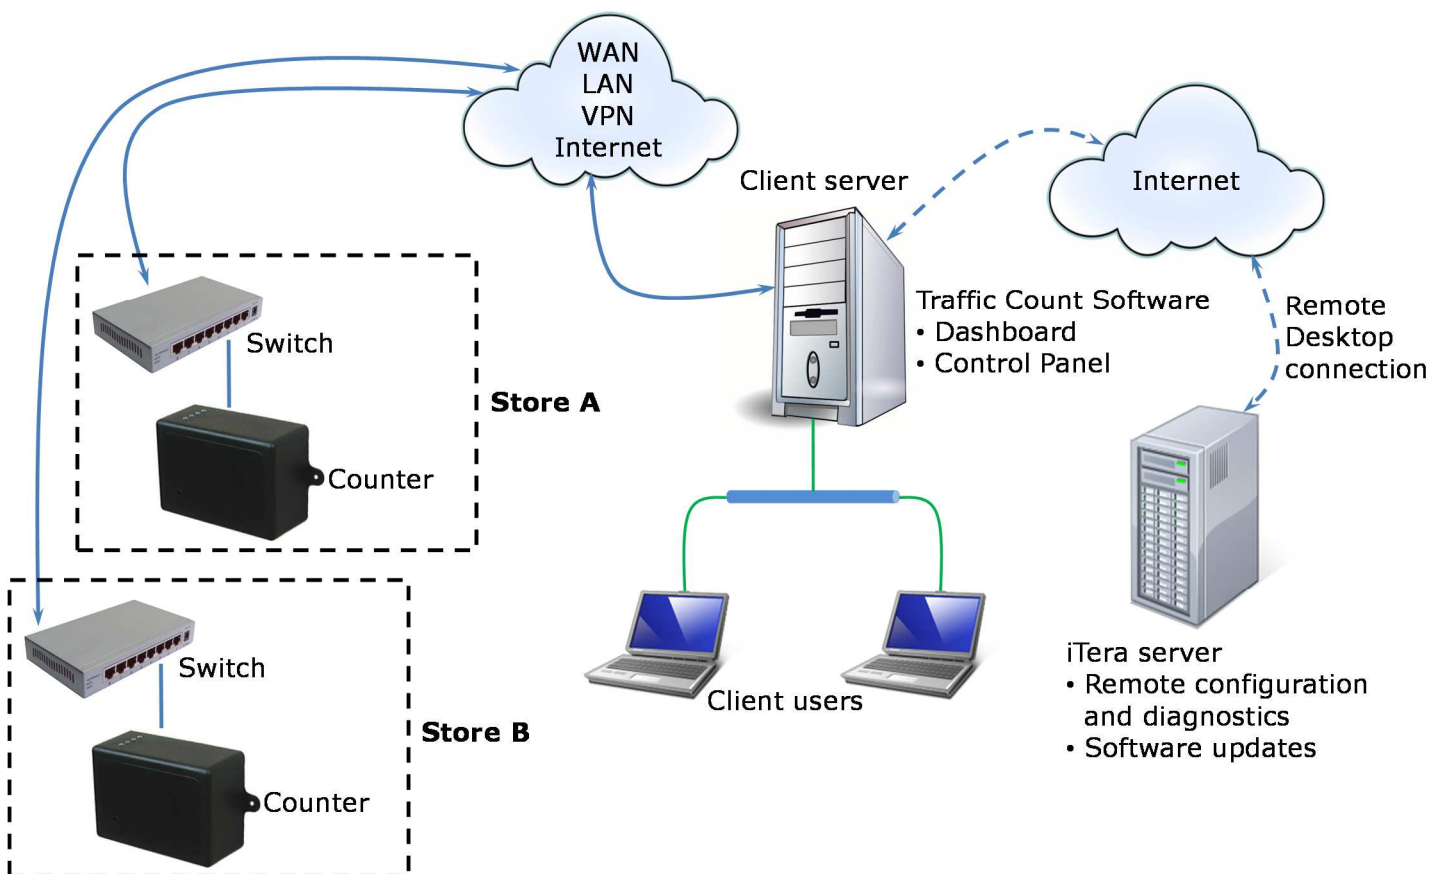 WAN
LAN
VPN
Internet
Client server
Internet
Traffic Count Software
• Dashboard
• Control Panel
Remote
Desktop
connection
Switch
Store A
Counter
Switch
Store B
Counter
Client users
iTera server
• Remote configuration
and diagnostics
• Software updates